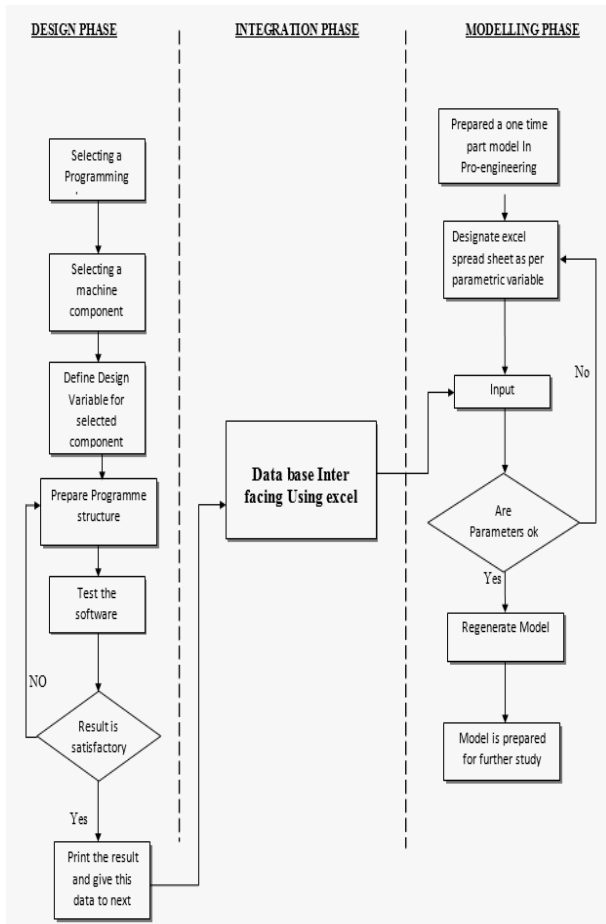 DESIGN PHASE
Selecting a
Programming
Selecting a
machine
component
Define Design
Variable for
selected
component
Prepare Programme
structure
Test the
software
NO
Result is
satisfactory
Yes
Print the result
and give this
data to next
INTEGRATION PHASE
Data base Inter
facing Using excel
MODELLING PHASE
Prepared a one time
part model In
Pro-engineering
Designate excel
spread sheet as per
parametric variable
No
Input
Are
Parameters ok
Yes
Regenerate Model
Model is prepared
for further study